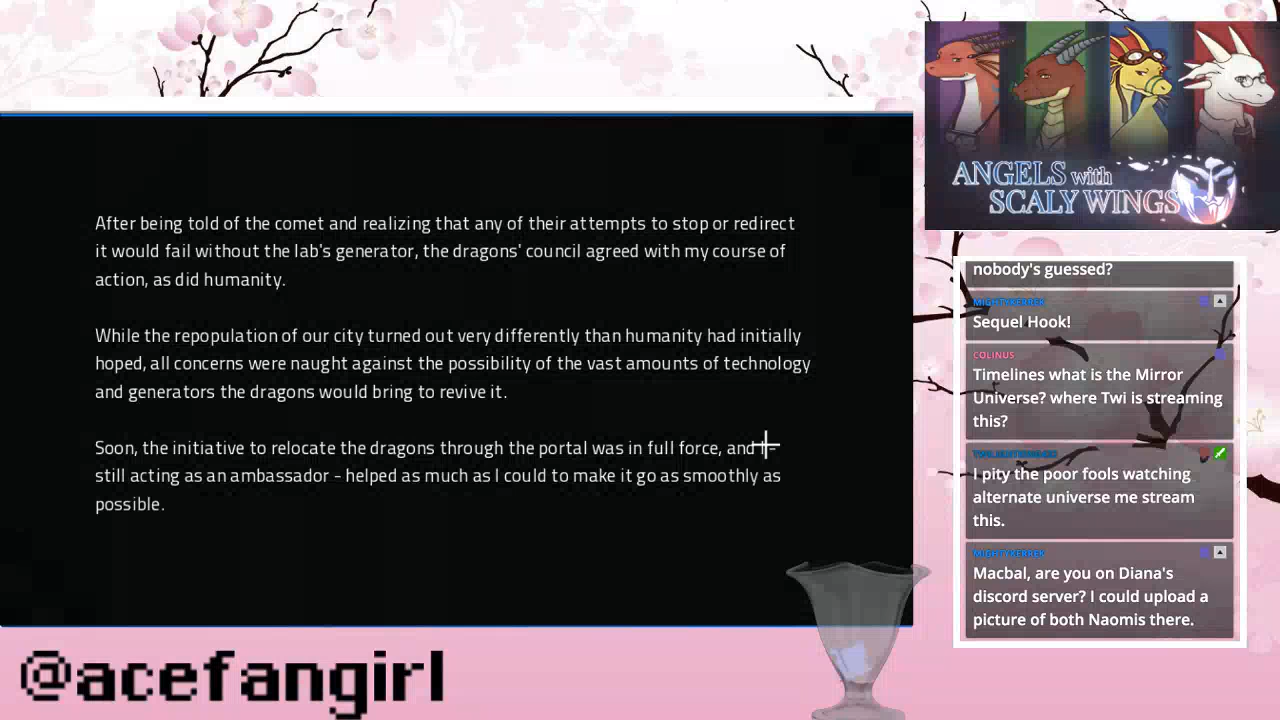 ANGELS with
SCALY WINGS
After being told of the comet and realizing that any of their attempts to stop or redirect
it would fail without the lab's generator, the dragons' council agreed with my course of
action, as did humanity.
While the repopulation of our city turned out very differently than humanity had initially
hoped, all concerns were naught against the possibility of the vast amounts of technology
and generators the dragons would bring to revive it.
Soon, the initiative to relocate the dragons through the portal was in full force, and
still acting as an ambassador - helped as much as I could to make it go as smoothly as
possible.
nobody's guessed?
MIGHTYKERREK
Sequel Hook!
COLINUS
Timelines what is the Mirror
Universe? where Twi is streaming
this?
I pity the poor fools watching
alternate universe me stream
this.
MIGHTYKERREK
Macbal, are you on Diana's
discord server? I could upload a
picture of both Naomis there.
@acefangirl